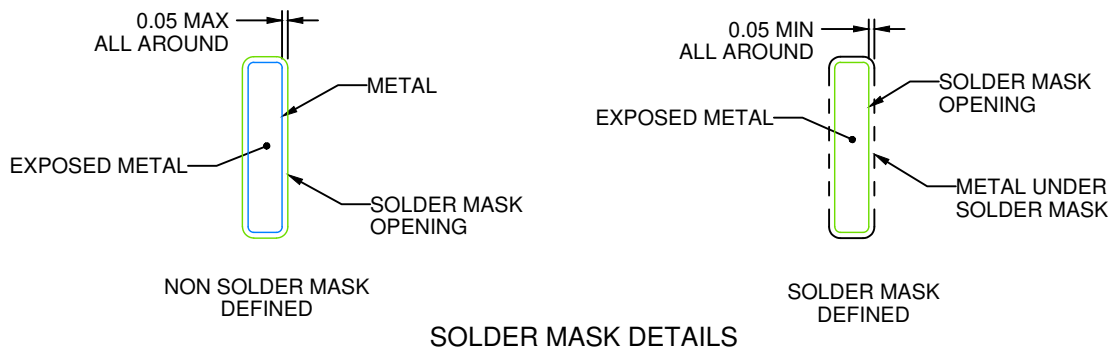 0.05 MAX
ALL AROUND
METAL
EXPOSED METAL
SOLDER MASK
OPENING
NON SOLDER MASK
DEFINED
0.05 MIN
ALL AROUND
SOLDER MASK
OPENING
EXPOSED METAL
METAL UNDER
SOLDER MASK
SOLDER MASK
DEFINED
SOLDER MASK DETAILS